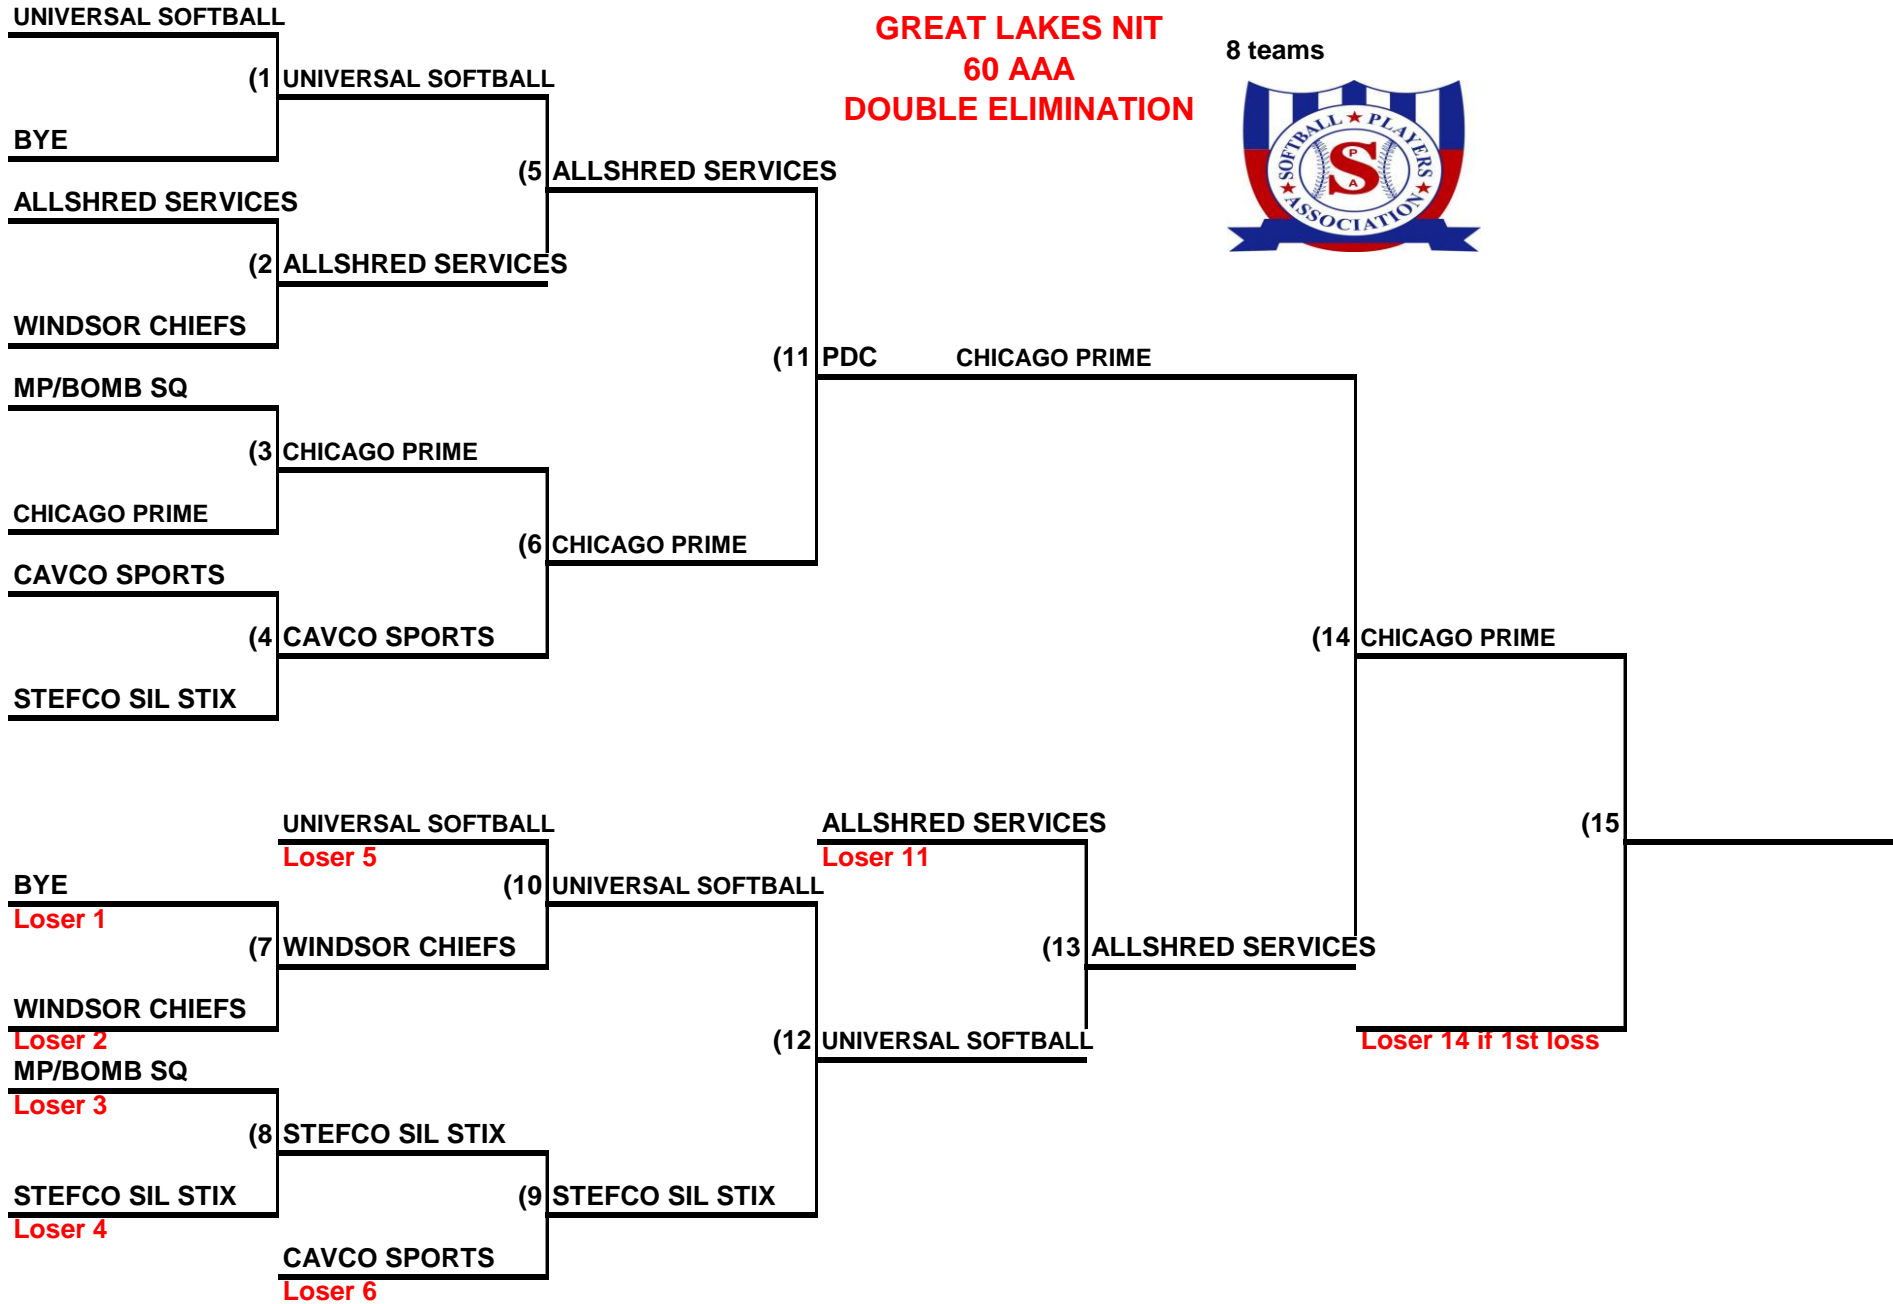 UNIVERSAL SOFTBALL
GREAT LAKES NIT
60 AAA
DOUBLE ELIMINATION
8 teams
SOFTBALL ★ PLAYERS
★ ASSOCIATION ★
P
S
A
(1 UNIVERSAL SOFTBALL
BYE
(5 ALLSHRED SERVICES
ALLSHRED SERVICES
(2 ALLSHRED SERVICES
WINDSOR CHIEFS
(11 PDC CHICAGO PRIME
MP/BOMB SQ
(3 CHICAGO PRIME
CHICAGO PRIME
(6 CHICAGO PRIME
CAVCO SPORTS
(4 CAVCO SPORTS
(14 CHICAGO PRIME
STEFCO SIL STIX
UNIVERSAL SOFTBALL
Loser 5
ALLSHRED SERVICES
Loser 11
(15
BYE
Loser 1
(10 UNIVERSAL SOFTBALL
(7 WINDSOR CHIEFS
(13 ALLSHRED SERVICES
WINDSOR CHIEFS
Loser 2
(12 UNIVERSAL SOFTBALL
Loser 14 if 1st loss
MP/BOMB SQ
Loser 3
(8 STEFCO SIL STIX
STEFCO SIL STIX
Loser 4
(9 STEFCO SIL STIX
CAVCO SPORTS
Loser 6